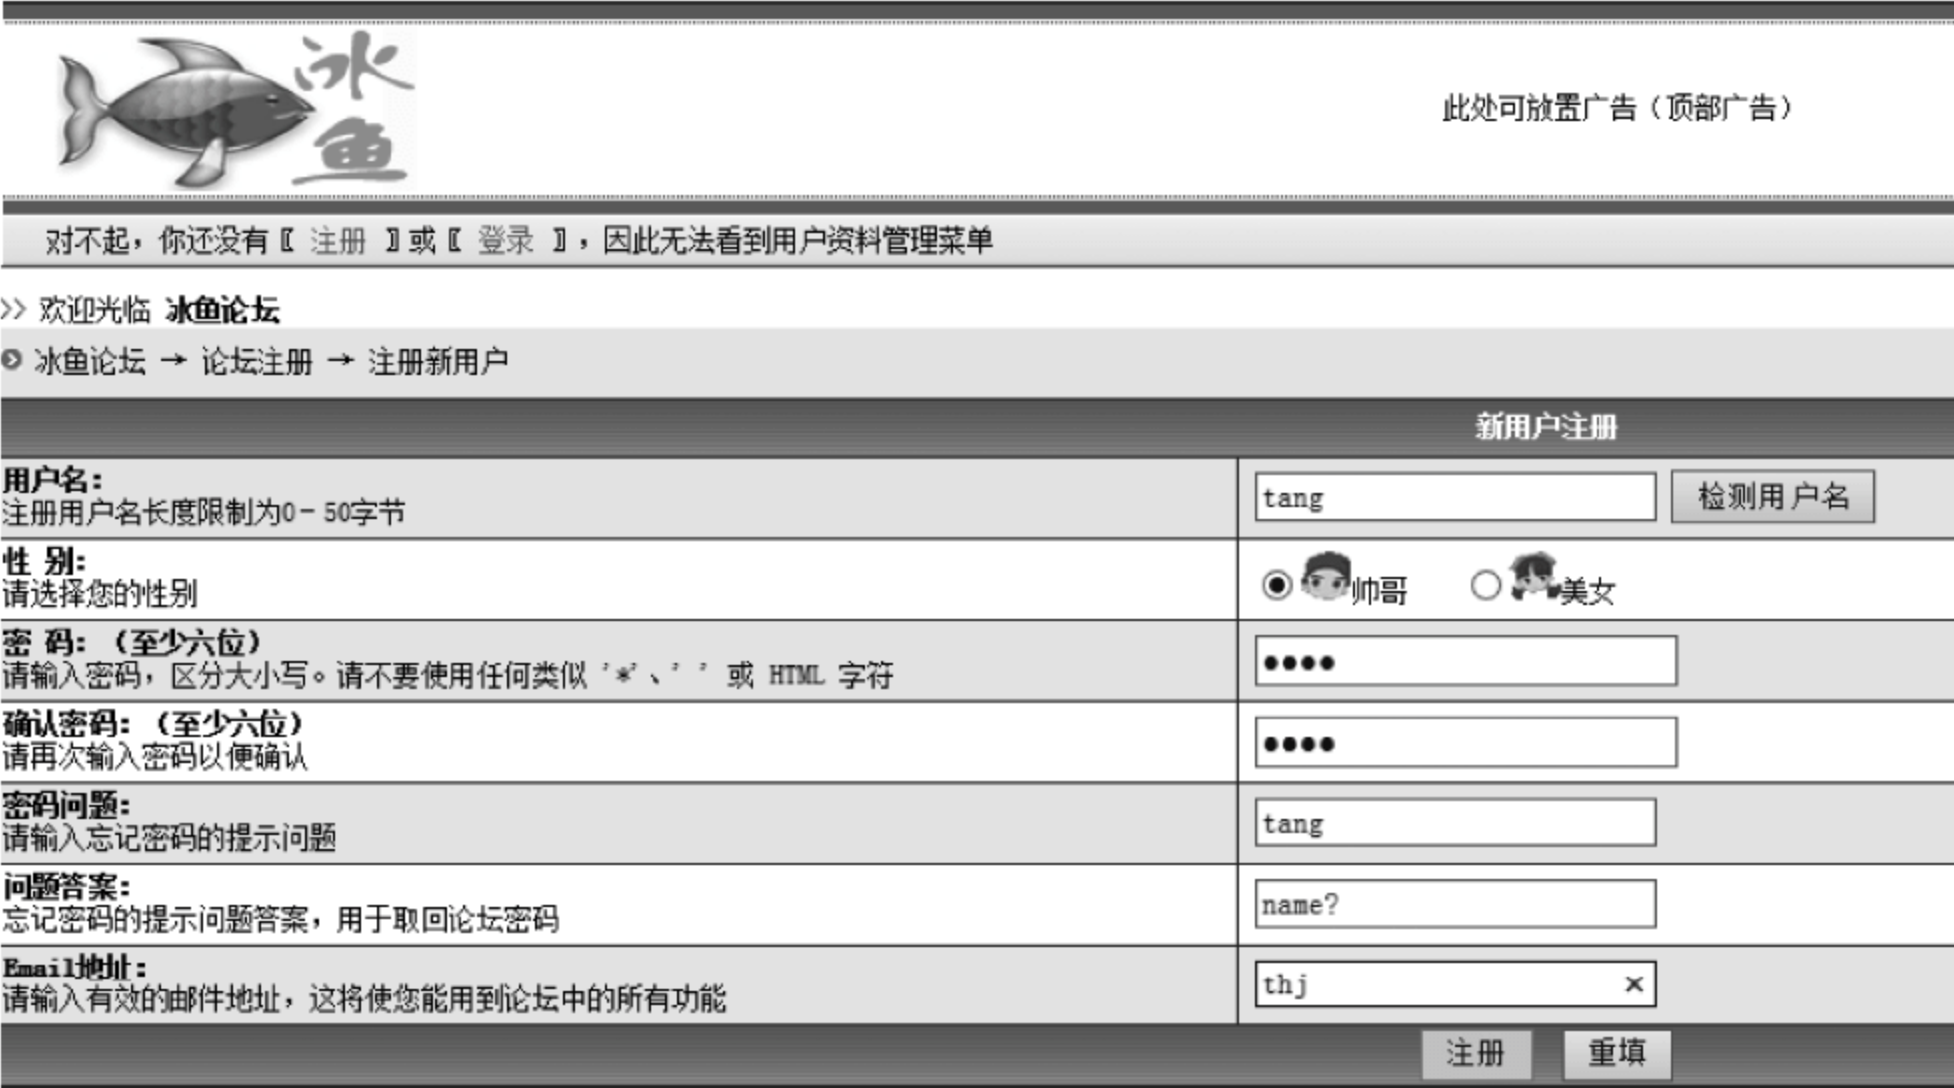 冰
鱼
此处可放置广告（顶部广告）
对不起，你还没有〖 注册 〗或〖 登录 〗，因此无法看到用户资料管理菜单
>> 欢迎光临 冰鱼论坛
冰鱼论坛 → 论坛注册 → 注册新用户
新用户注册
用户名：
注册用户名长度限制为0－50字节
tang
检测用户名
性 别：
请选择您的性别
帅哥 美女
密 码：（至少六位）
请输入密码，区分大小写。请不要使用任何类似 '*'、' ' 或 HTML 字符
●●●●
确认密码：（至少六位）
请再次输入密码以便确认
●●●●
密码问题：
请输入忘记密码的提示问题
tang
问题答案：
忘记密码的提示问题答案，用于取回论坛密码
name?
Email地址：
请输入有效的邮件地址，这将使您能用到论坛中的所有功能
thj ×
注册 重填